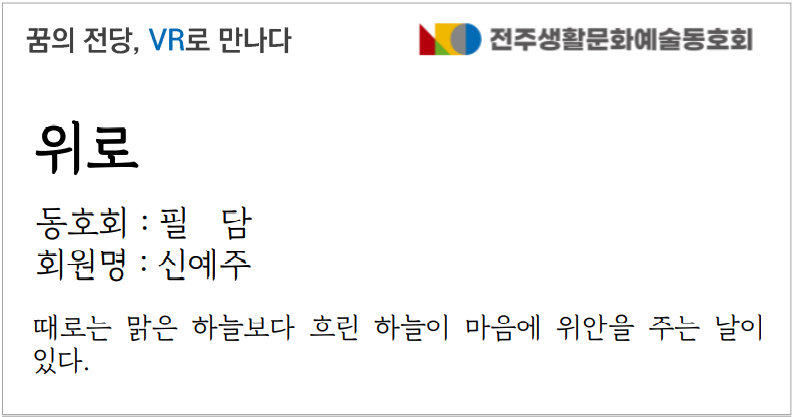 꿈의 전당, VR로 만나다
전주생활문화예술동호회
위로
동호회 : 필 담
회원명 : 신예주
때로는 맑은 하늘보다 흐린 하늘이 마음에 위안을 주는 날이
있다.